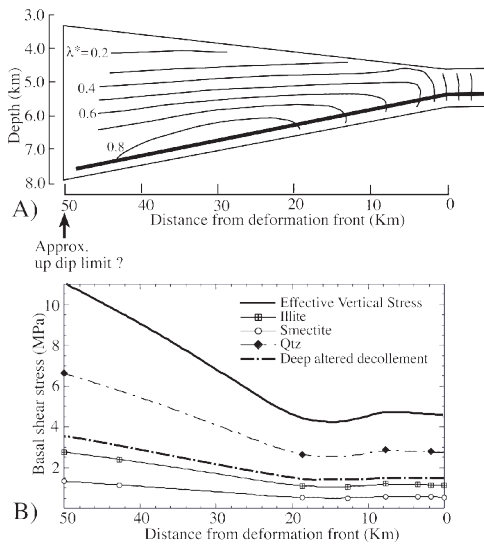 3.0
4.0
5.0
6.0
7.0
8.0
Depth (km)
λ*=0.2
0.4
0.6
0.8
50 40 30 20 10 0
A)
Distance from deformation front (Km)
Approx.
up dip limit ?
10
8
6
4
2
Basal shear stress (MPa)
Effective Vertical Stress
Illite
Smectite
Qtz
Deep altered decollement
B)
50 40 30 20 10 0
Distance from deformation front (Km)